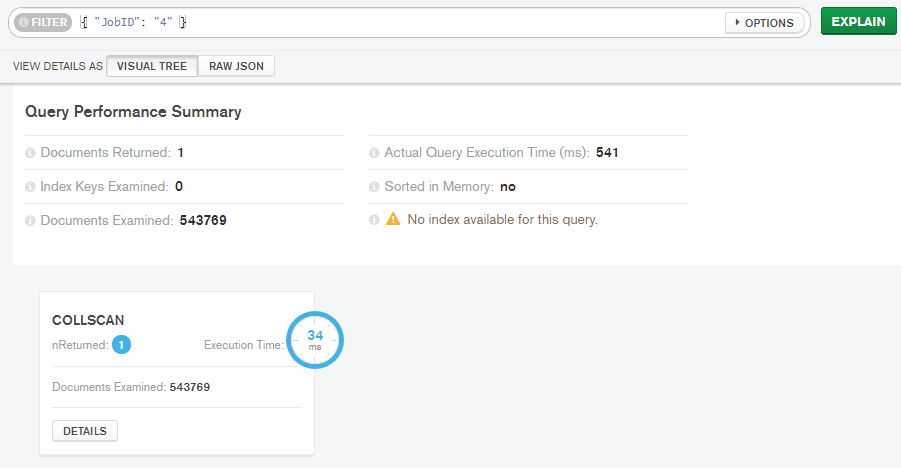 FILTER { "JobID": "4" } OPTIONS EXPLAIN
VIEW DETAILS AS VISUAL TREE RAW JSON
Query Performance Summary
Documents Returned: 1
Actual Query Execution Time (ms): 541
Index Keys Examined: 0
Sorted in Memory: no
Documents Examined: 543769
No index available for this query.
COLLSCAN
nReturned: 1
Execution Time: 34 ms
Documents Examined: 543769
DETAILS